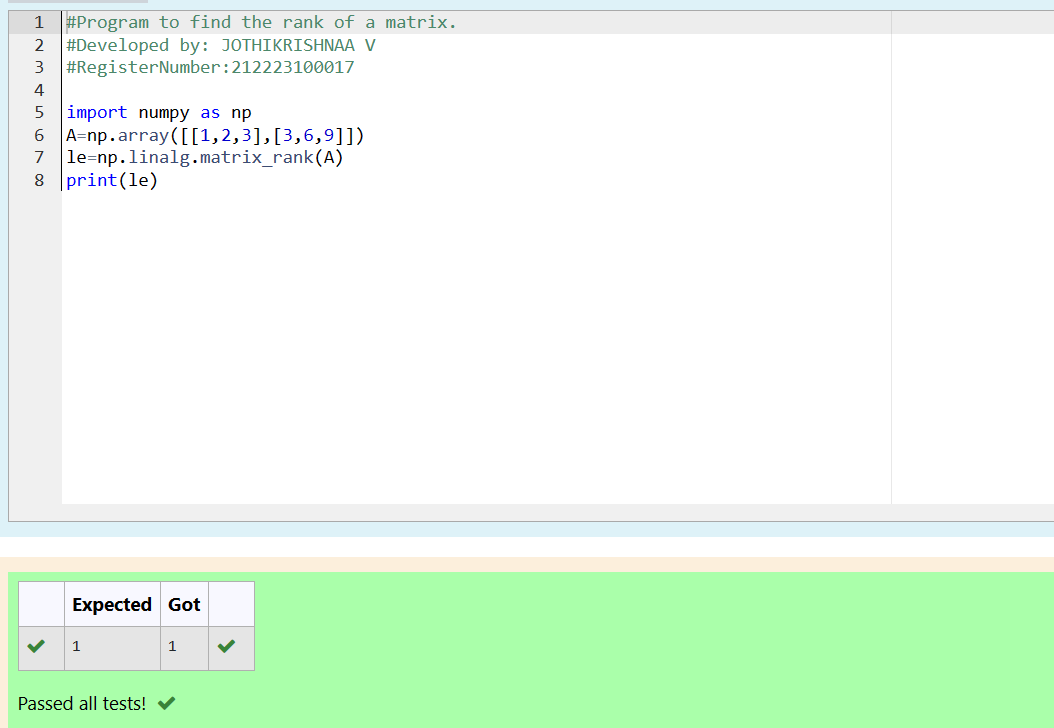 1 #Program to find the rank of a matrix.
2 #Developed by: JOTHIKRISHNAA V
3 #RegisterNumber:212223100017
4
5 import numpy as np
6 A=np.array([[1,2,3],[3,6,9]])
7 le=np.linalg.matrix_rank(A)
8 print(le)
Expected Got
1 1
Passed all tests!